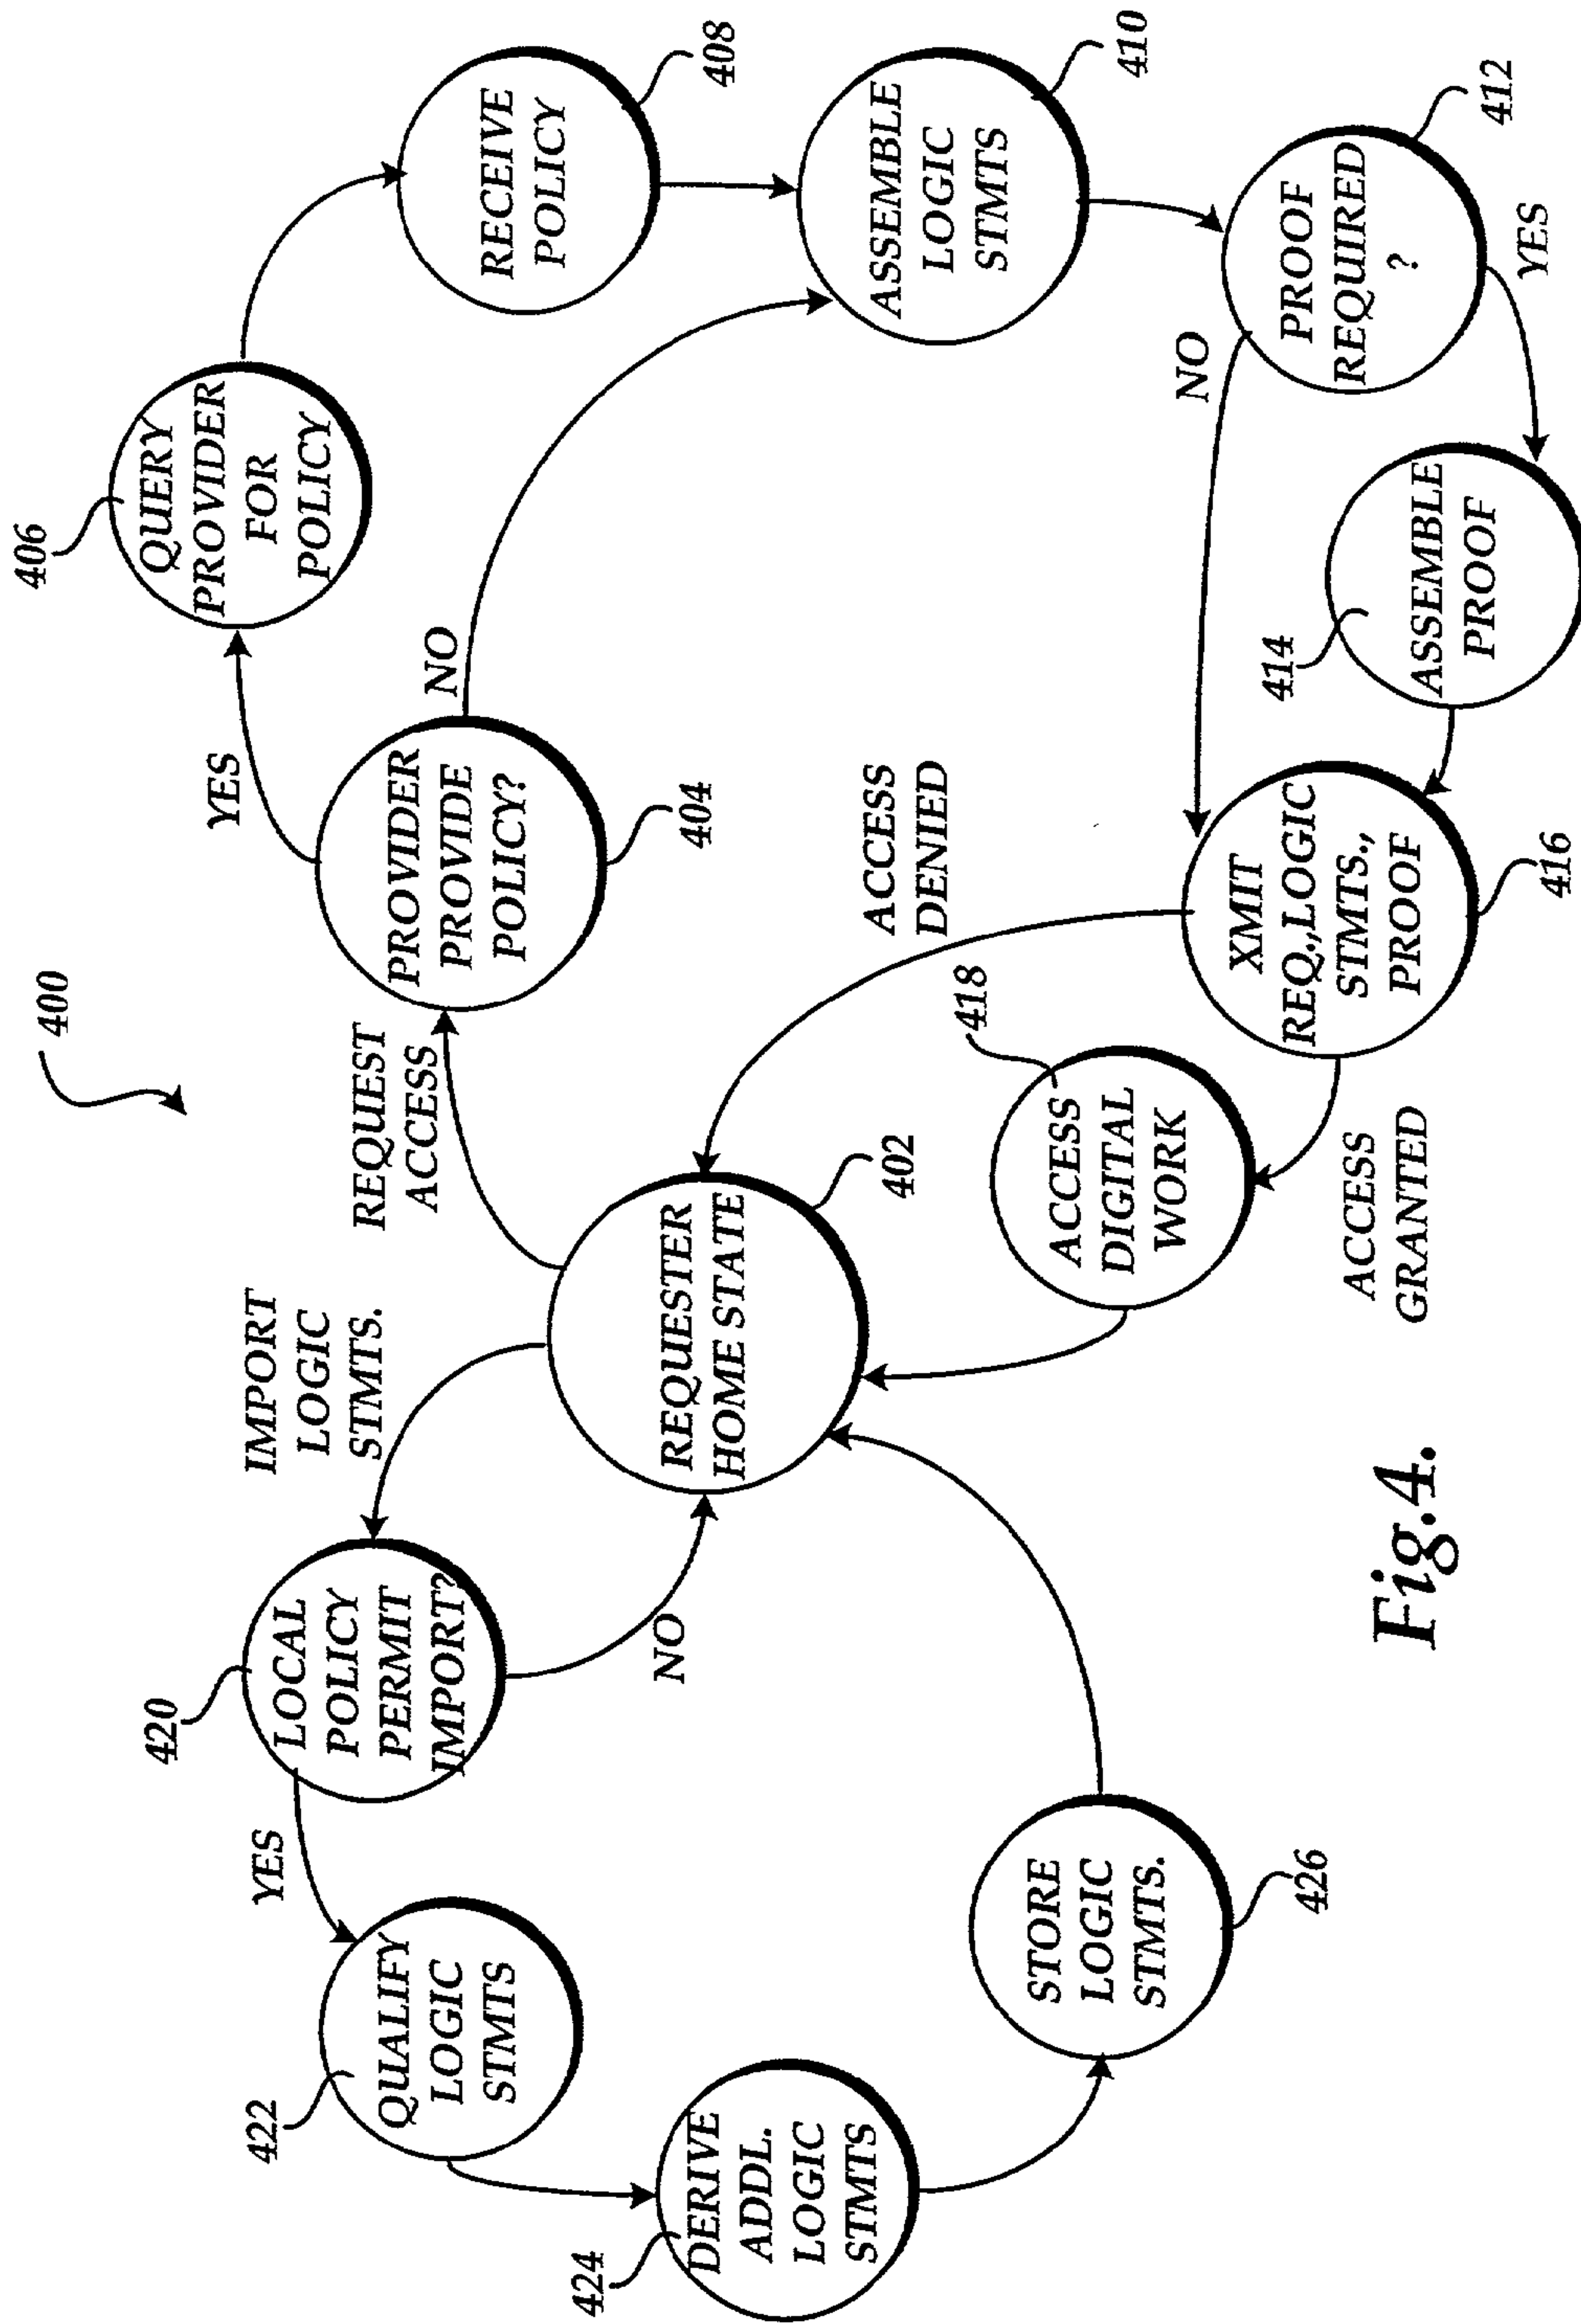 400
IMPORT
LOGIC
STMTS.
REQUEST
ACCESS
REQUESTER
HOME STATE
402
PROVIDER
PROVIDE
POLICY?
404
YES
NO
QUERY
PROVIDER
FOR
POLICY
406
RECEIVE
POLICY
408
ASSEMBLE
LOGIC
STMTS
410
PROOF
REQUIRED
?
412
NO
YES
ASSEMBLE
PROOF
414
XMIT
REQ.,LOGIC
STMTS.,
PROOF
416
ACCESS
DENIED
ACCESS
GRANTED
ACCESS
DIGITAL
WORK
418
LOCAL
POLICY
PERMIT
IMPORT?
420
NO
YES
QUALIFY
LOGIC
STMTS
422
DERIVE
ADDL.
LOGIC
STMTS
424
STORE
LOGIC
STMTS.
426
Fig.4.